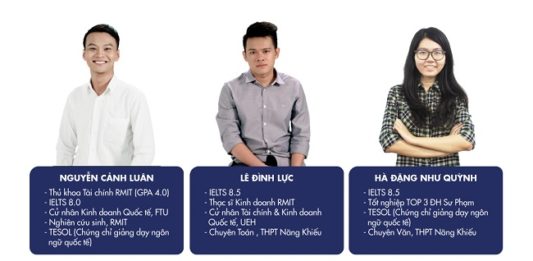 NGUYỄN CẢNH LUÂN
- Thủ khoa Tài chính RMIT (GPA 4.0)
- IELTS 8.0
- Cử nhân Kinh doanh Quốc tế, FTU
- Nghiên cứu sinh, RMIT
- TESOL (Chứng chỉ giảng dạy ngôn
ngữ quốc tế)
LÊ ĐÌNH LỰC
- IELTS 8.5
- Thạc sĩ Kinh doanh RMIT
- Cử nhân Tài chính & Kinh doanh
Quốc tế, UEH
- Chuyên Toán , THPT Năng Khiếu
HÀ ĐẶNG NHƯ QUỲNH
- IELTS 8.5
- Tốt nghiệp TOP 3 ĐH Sư Phạm
- TESOL (Chứng chỉ giảng dạy ngôn
ngữ quốc tế)
- Chuyên Văn, THPT Năng Khiếu